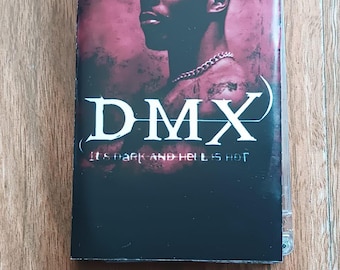 DMX
IT'S DARK AND HELL IS HOT